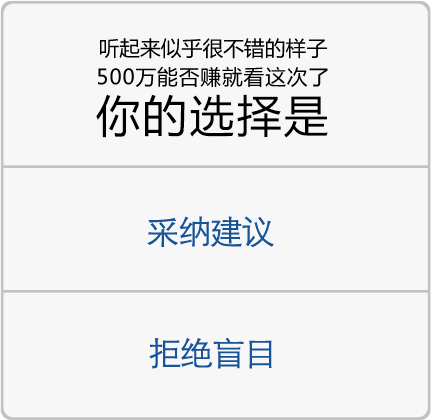 听起来似乎很不错的样子
500万能否赚就看这次了
你的选择是
采纳建议
拒绝盲目